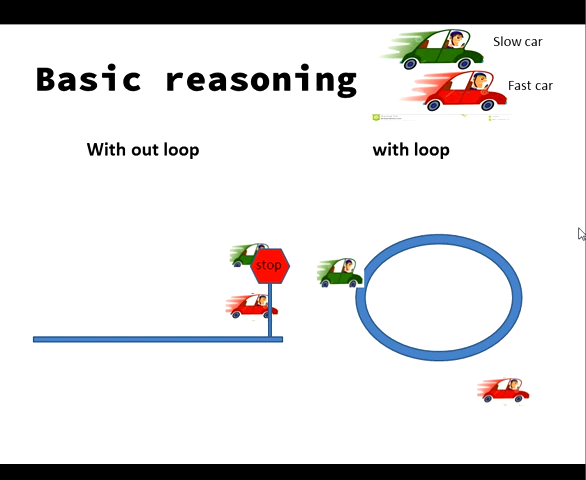 Slow car
Basic reasoning
Fast car
With out loop
with loop
stop